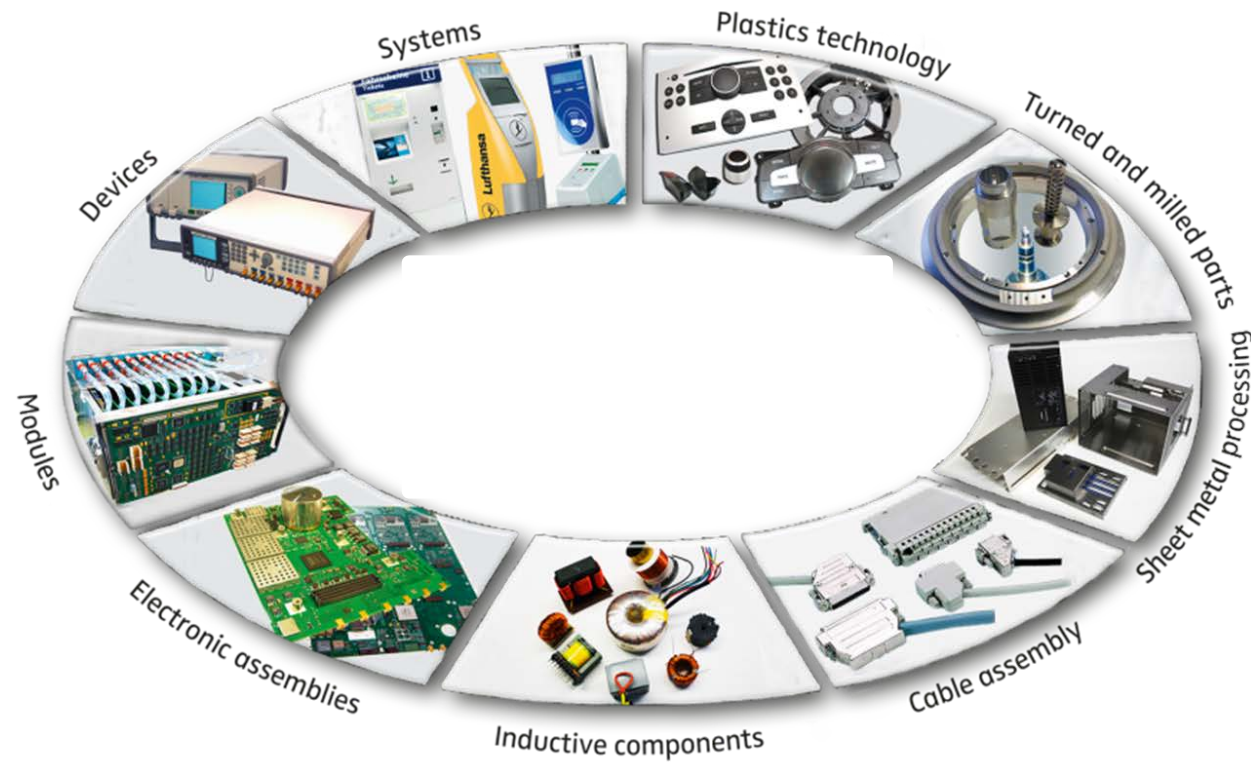 Systems
Plastics technology
Turned and milled parts
Sheet metal processing
Cable assembly
Inductive components
Electronic assemblies
Modules
Devices
Tickets
Lufthansa